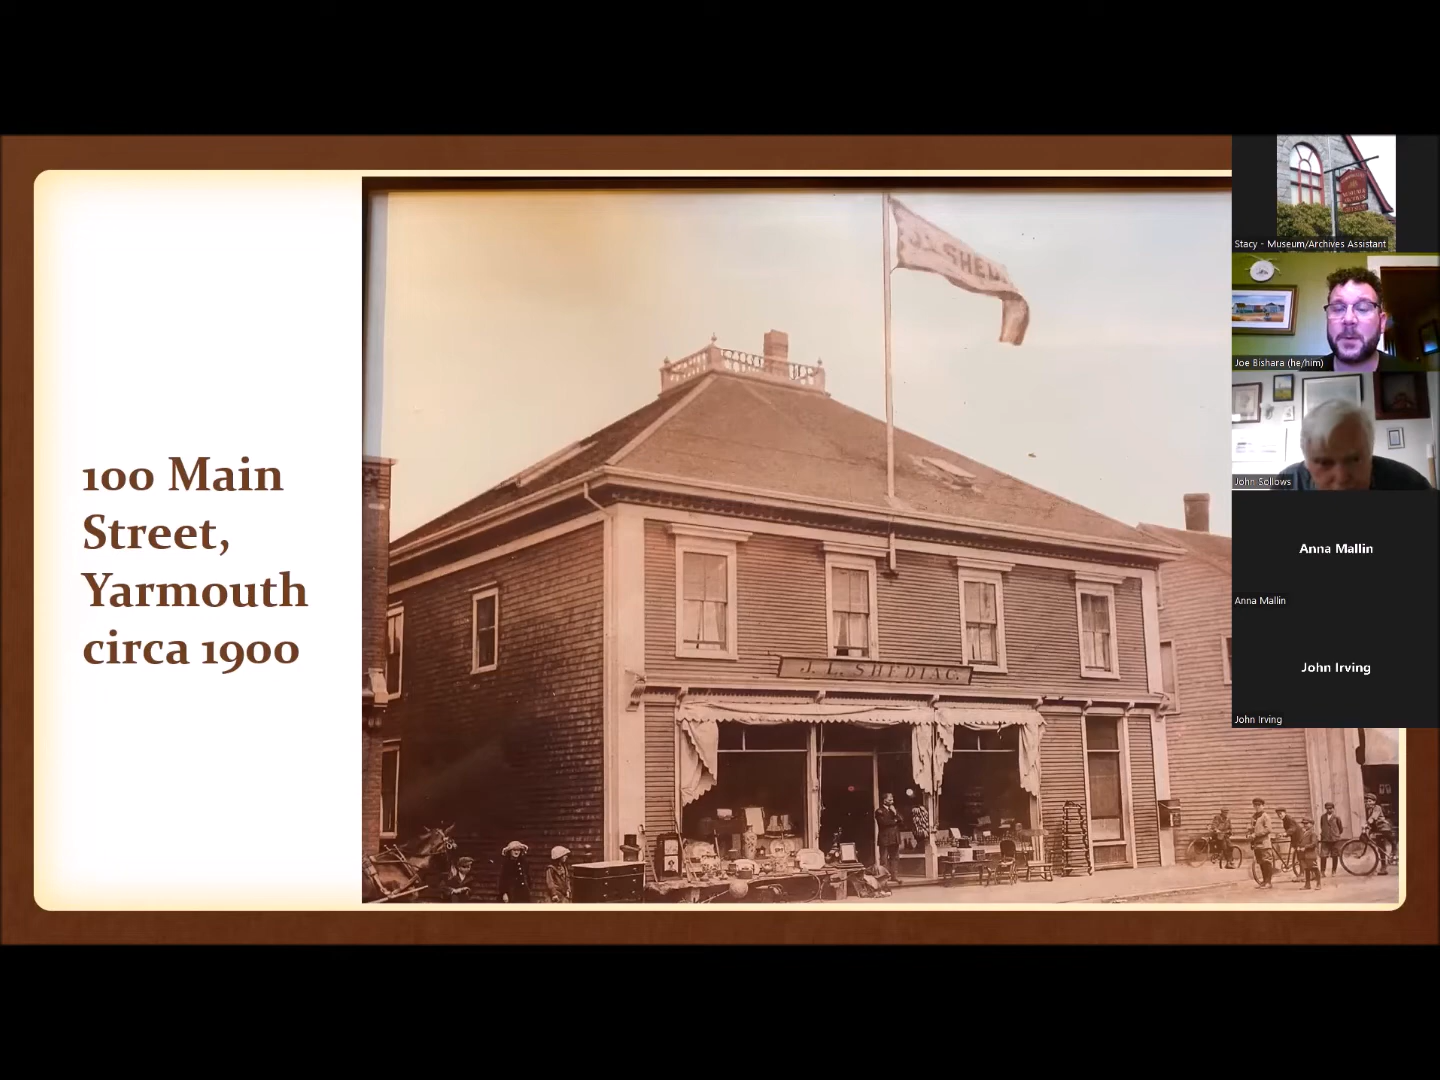 100 Main
Street,
Yarmouth
circa 1900
J.L. SHED
J. L. SHEDIAC.
Stacy - Museum/Archives Assistant
Joe Bishara (he/him)
John Sollows
Anna Mallin
Anna Mallin
John Irving
John Irving